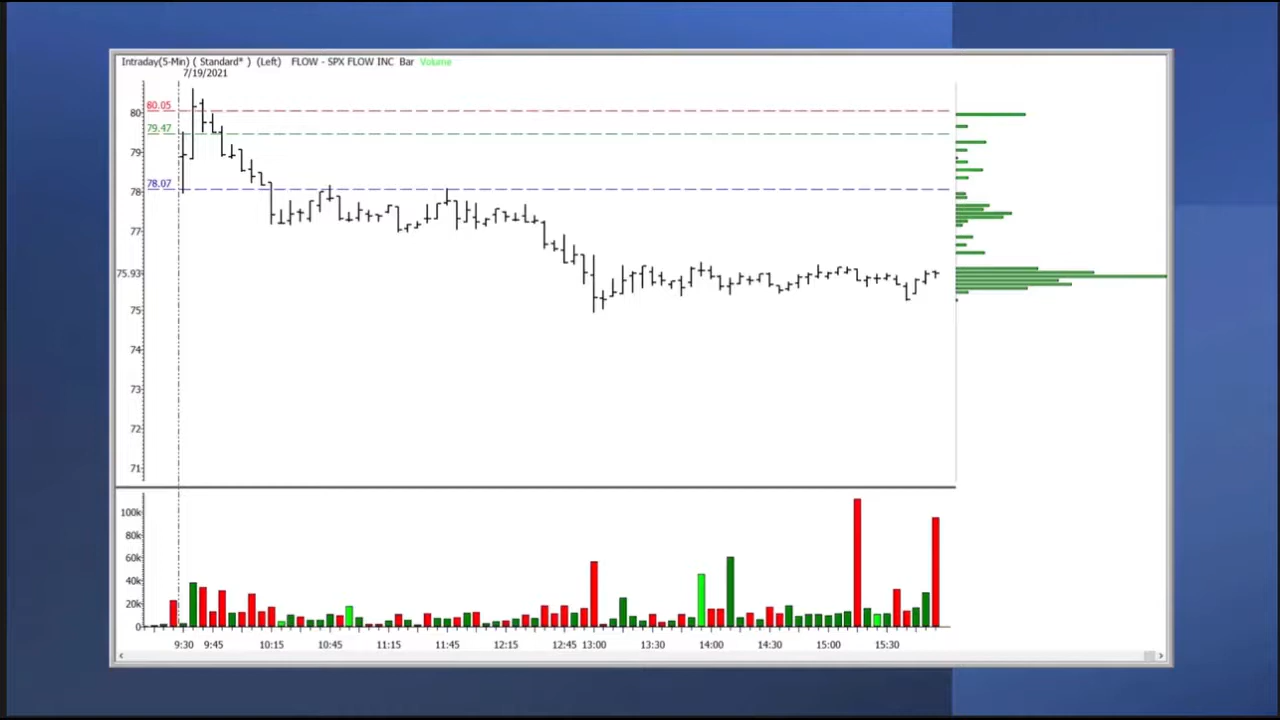 Intraday(5-Min) ( Standard* ) (Left) FLOW - SPX FLOW INC Bar Volume
7/19/2021
80.05
80
79.47
79
78.07
78
77
75.93
75
74
73
72
71
100k
80k
60k
40k
20k
0
9:30 9:45 10:15 10:45 11:15 11:45 12:15 12:45 13:00 13:30 14:00 14:30 15:00 15:30